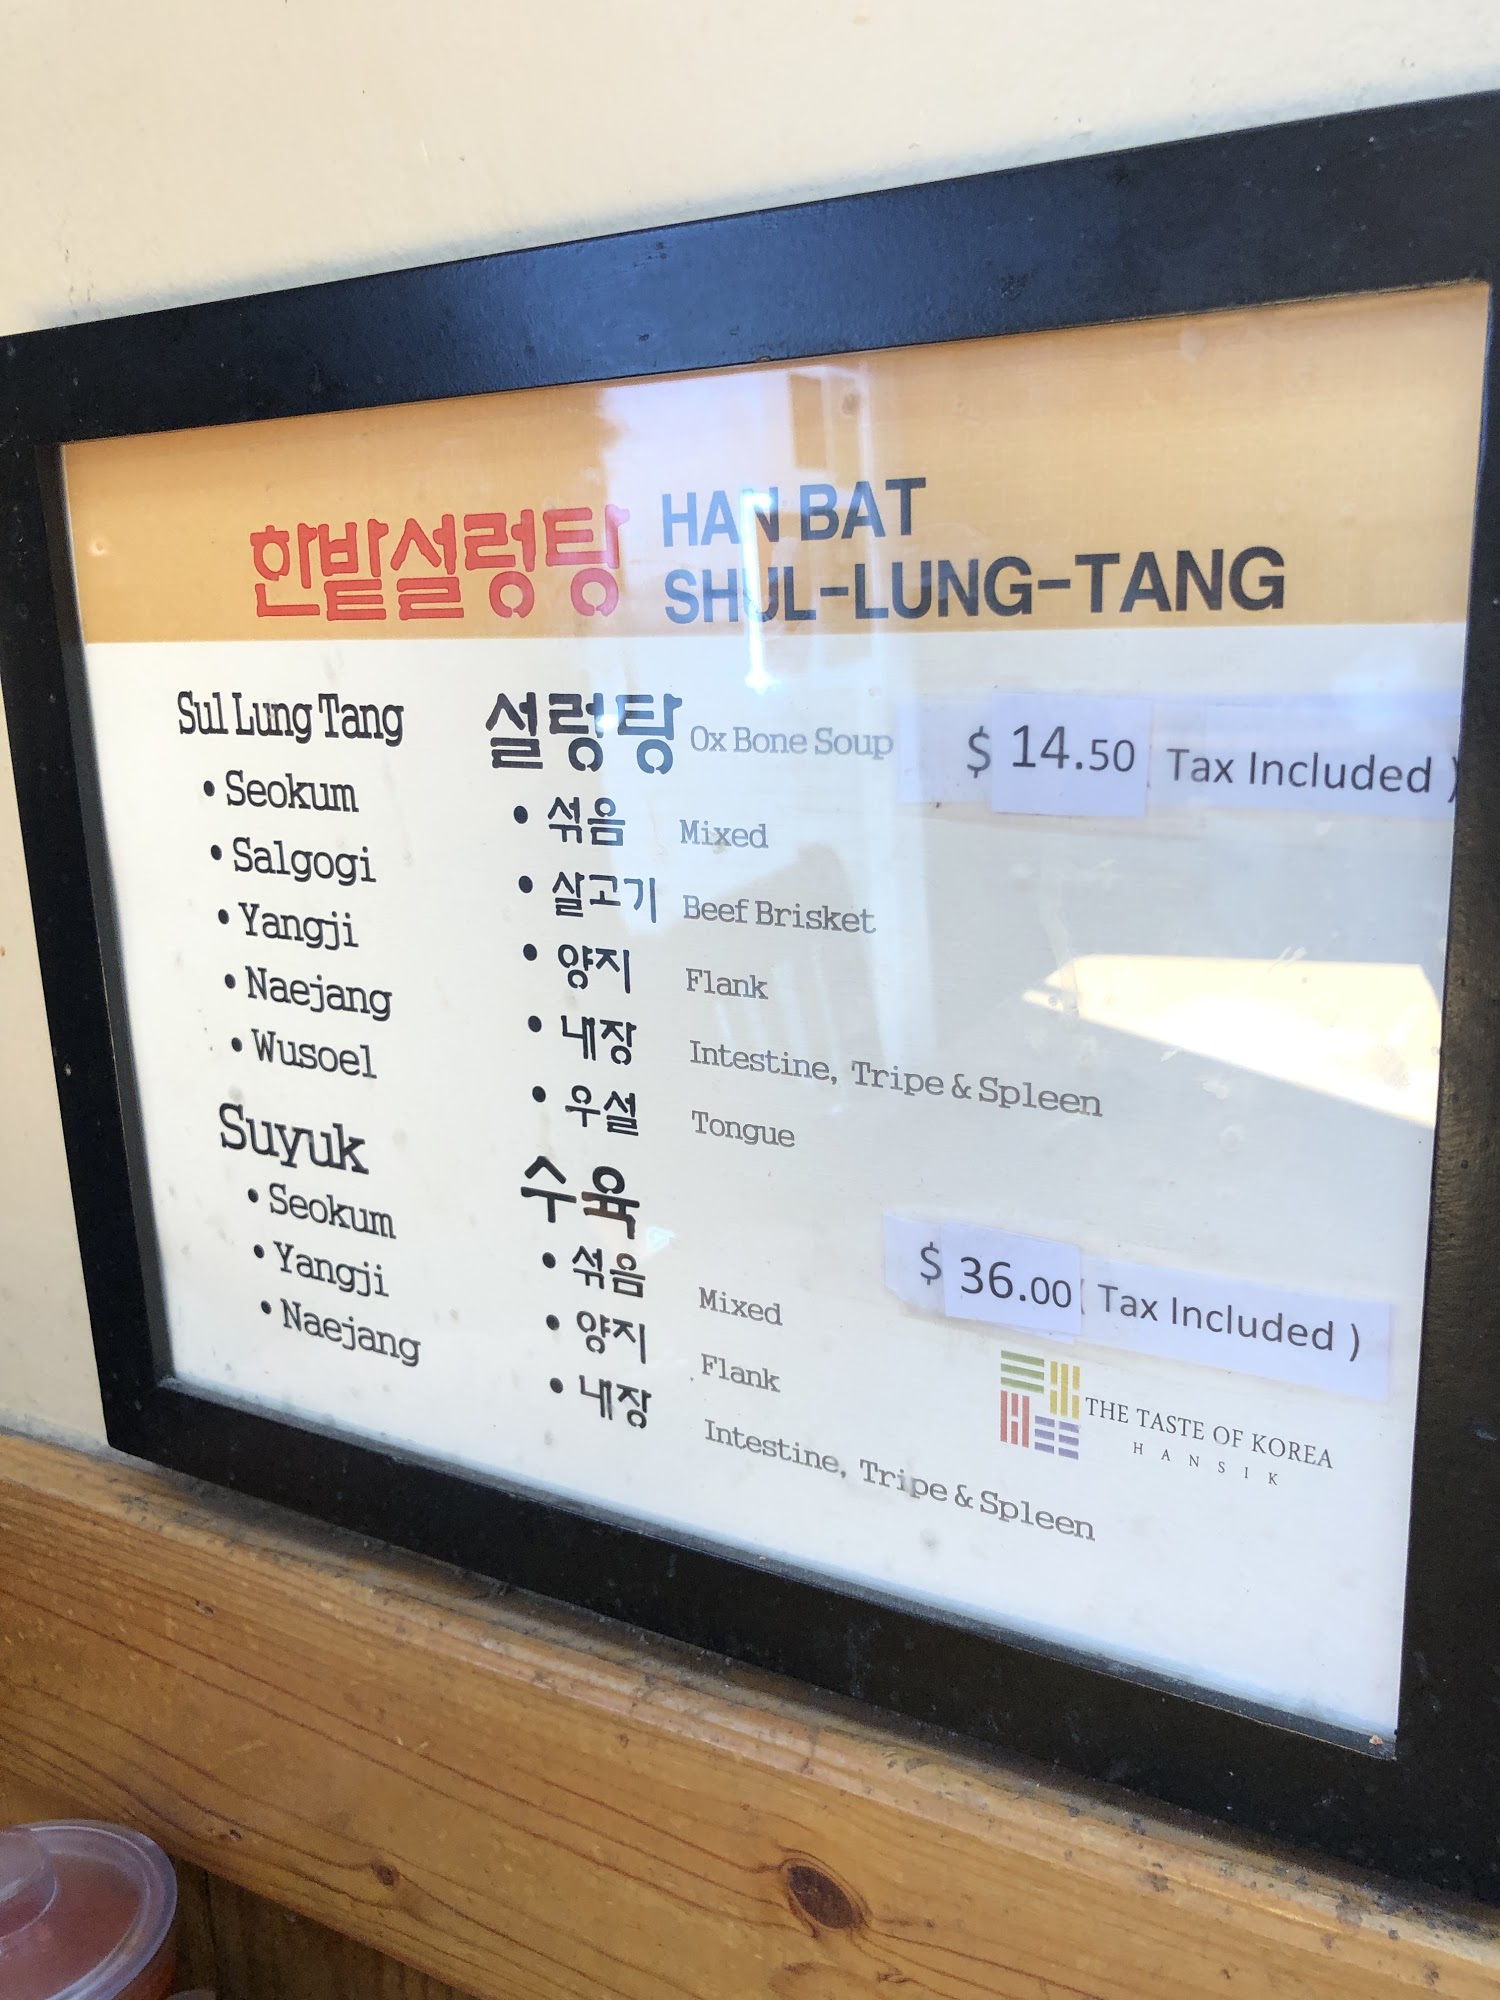 한밭설렁탕 HAN BAT
SHUL-LUNG-TANG
Sul Lung Tang 설렁탕 Ox Bone Soup $ 14.50 Tax Included )
• Seokum • 섞음 Mixed
• Salgogi • 살고기 Beef Brisket
• Yangji • 양지 Flank
• Naejang • 내장 Intestine, Tripe & Spleen
• Wusoel • 우설 Tongue
Suyuk 수육 $ 36.00 ( Tax Included )
• Seokum • 섞음 Mixed
• Yangji • 양지 Flank
• Naejang • 내장 Intestine, Tripe & Spleen
THE TASTE OF KOREA
HANSIK